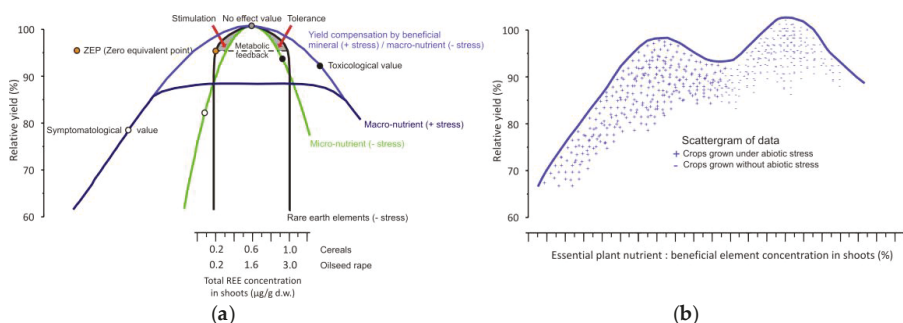 Stimulation No effect value Tolerance
100
ZEP (Zero equivalent point)
Metabolic
feedback
Yield compensation by beneficial
mineral (+ stress) / macro-nutrient (- stress)
Toxicological value
90
Relative yield (%)
80
Symptomatological value
Macro-nutrient (+ stress)
Micro-nutrient (- stress)
70
60
Rare earth elements (- stress)
0.2 0.6 1.0 Cereals
0.2 1.6 3.0 Oilseed rape
Total REE concentration
in shoots (µg/g d.w.)
(a)
100
90
Relative yield (%)
80
70
60
Scattergram of data
+ Crops grown under abiotic stress
- Crops grown without abiotic stress
Essential plant nutrient : beneficial element concentration in shoots (%)
(b)